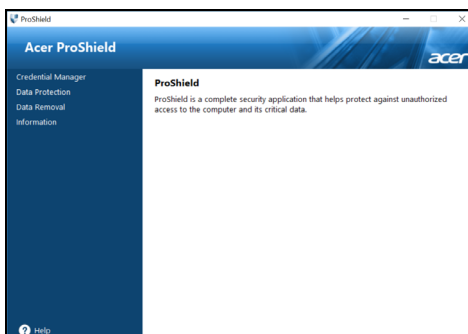 ProShield
Acer ProShield
acer
Credential Manager
Data Protection
Data Removal
Information
ProShield
ProShield is a complete security application that helps protect against unauthorized
access to the computer and its critical data.
? Help